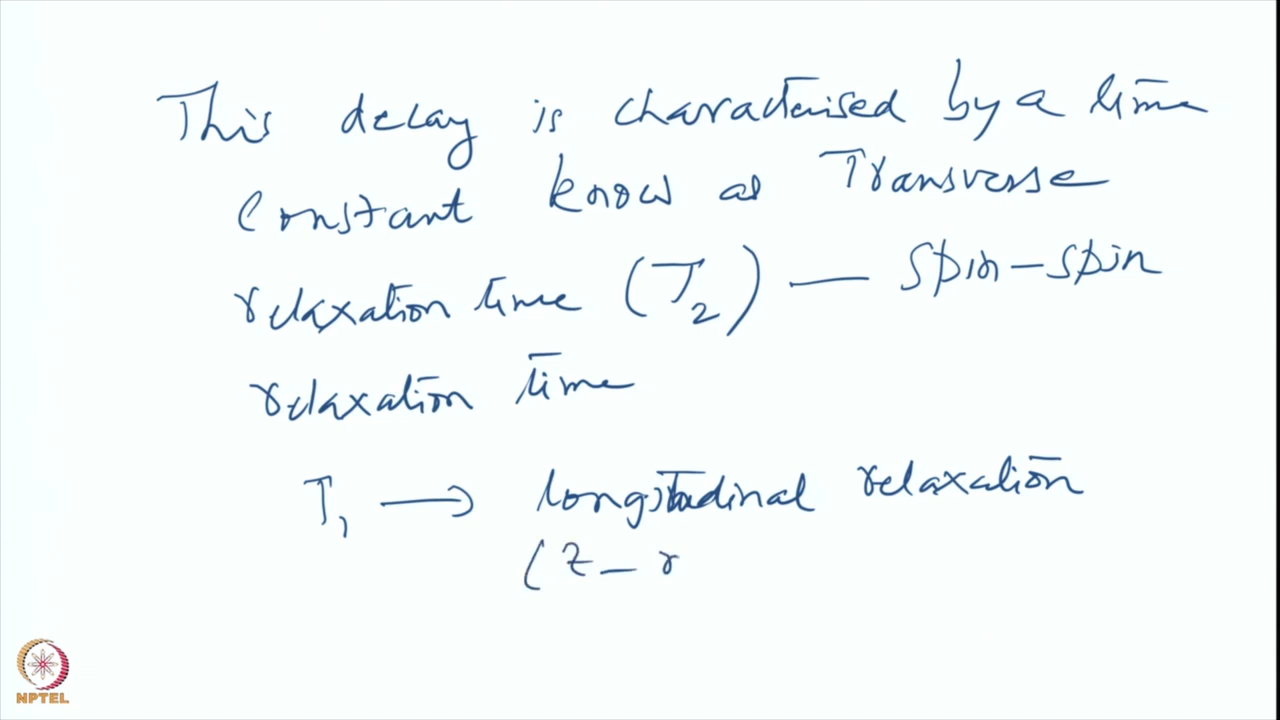 This delay is characterised by a time
Constant know as Transverse
relaxation time (T₂) — spin-spin
relaxation time
T₁ → longitudinal relaxation
(Z – r
NPTEL